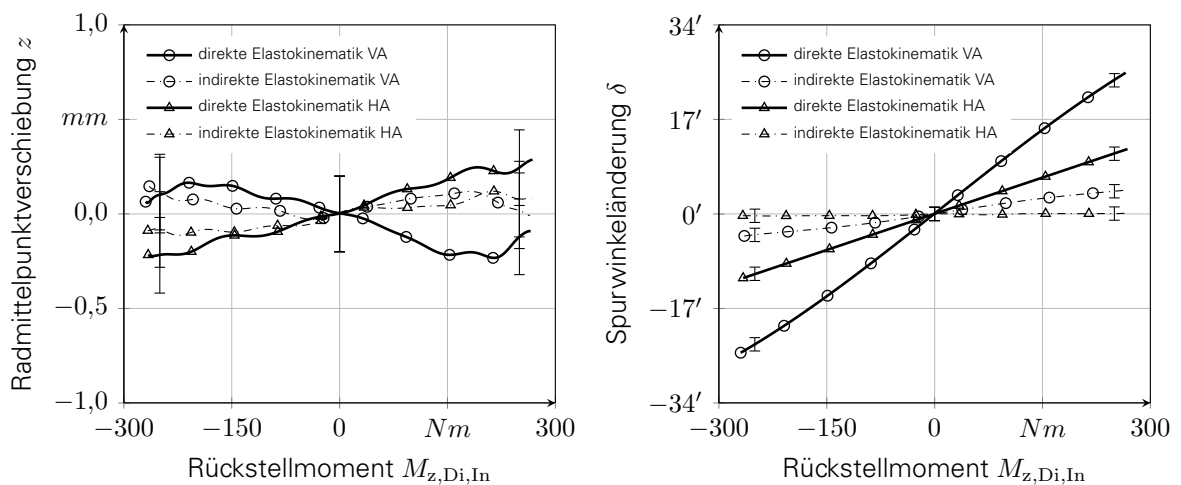 Radmittelpunktverschiebung z
1,0
mm
0,0
−0,5
−1,0
direkte Elastokinematik VA
indirekte Elastokinematik VA
direkte Elastokinematik HA
indirekte Elastokinematik HA
−300 −150 0 Nm 300
Rückstellmoment Mz,Di,In
Spurwinkeländerung δ
34′
17′
0′
−17′
−34′
direkte Elastokinematik VA
indirekte Elastokinematik VA
direkte Elastokinematik HA
indirekte Elastokinematik HA
−300 −150 0 Nm 300
Rückstellmoment Mz,Di,In